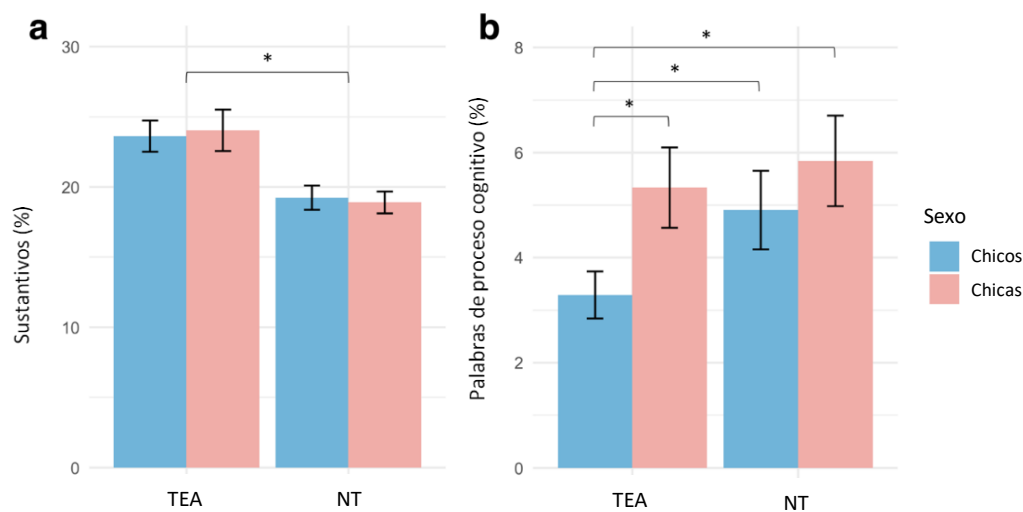 a
30
20
10
0
Sustantivos (%)
*
TEA
NT
b
8
6
4
2
0
Palabras de proceso cognitivo (%)
*
*
*
TEA
NT
Sexo
Chicos
Chicas